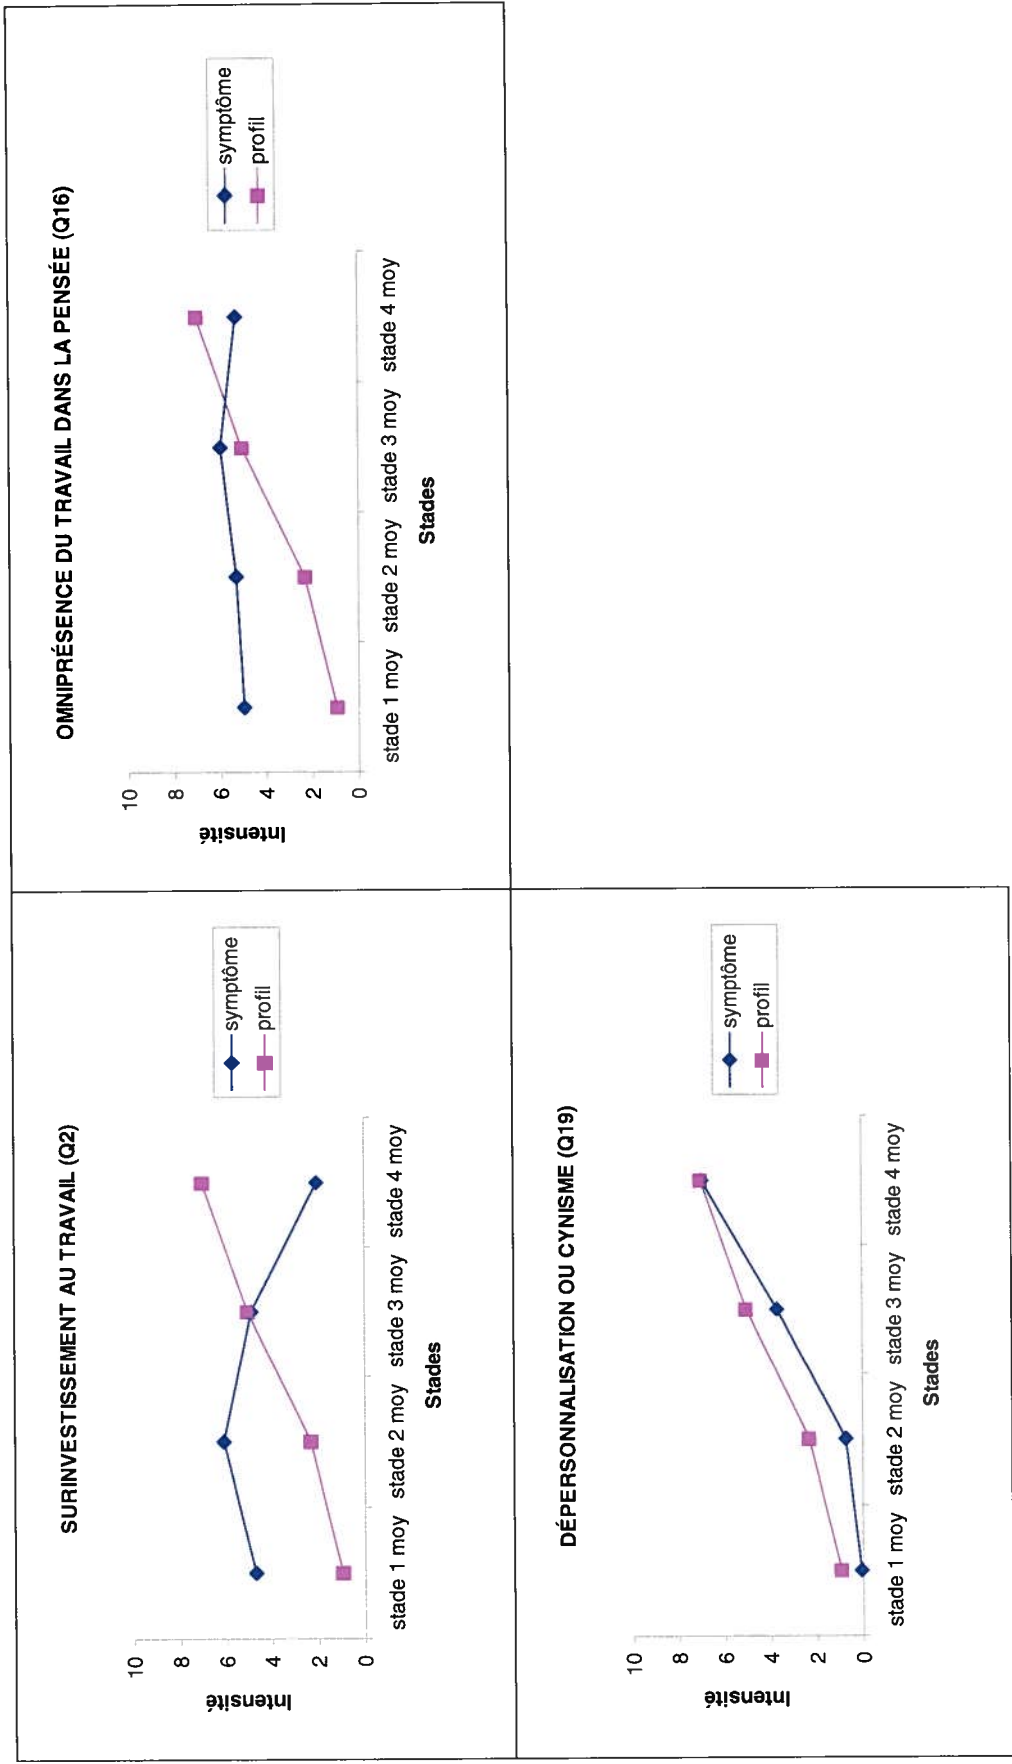 SURINVESTISSEMENT AU TRAVAIL (Q2)
10
8
6
4
2
0
Intensité
stade 1 moy stade 2 moy stade 3 moy stade 4 moy
Stades
symptôme
profil
OMNIPRÉSENCE DU TRAVAIL DANS LA PENSÉE (Q16)
10
8
6
4
2
0
Intensité
stade 1 moy stade 2 moy stade 3 moy stade 4 moy
Stades
symptôme
profil
DÉPERSONNALISATION OU CYNISME (Q19)
10
8
6
4
2
0
Intensité
stade 1 moy stade 2 moy stade 3 moy stade 4 moy
Stades
symptôme
profil